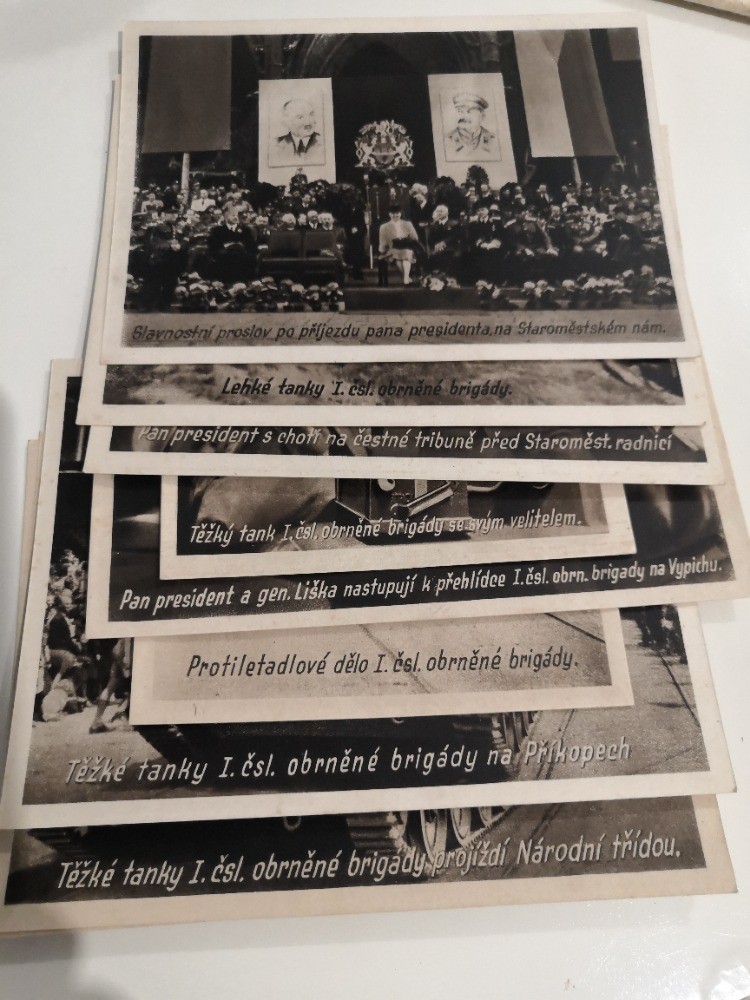 Slavnostní proslov po příjezdu pana presidenta, na Staroměstském nám.
Lehké tanky I. čsl. obrněné brigády.
Pan president s chotí na čestné tribuně před Staroměst. radnicí
Těžký tank I. čsl. obrněné brigády se svým velitelem.
Pan president a gen. Liška nastupují k přehlídce I. čsl. obrn. brigady na Vypichu.
Protiletadlové dělo I. čsl. obrněné brigády.
Těžké tanky I. čsl. obrněné brigády na Příkopech
Těžké tanky I. čsl. obrněné brigády projíždí Národní třídou.